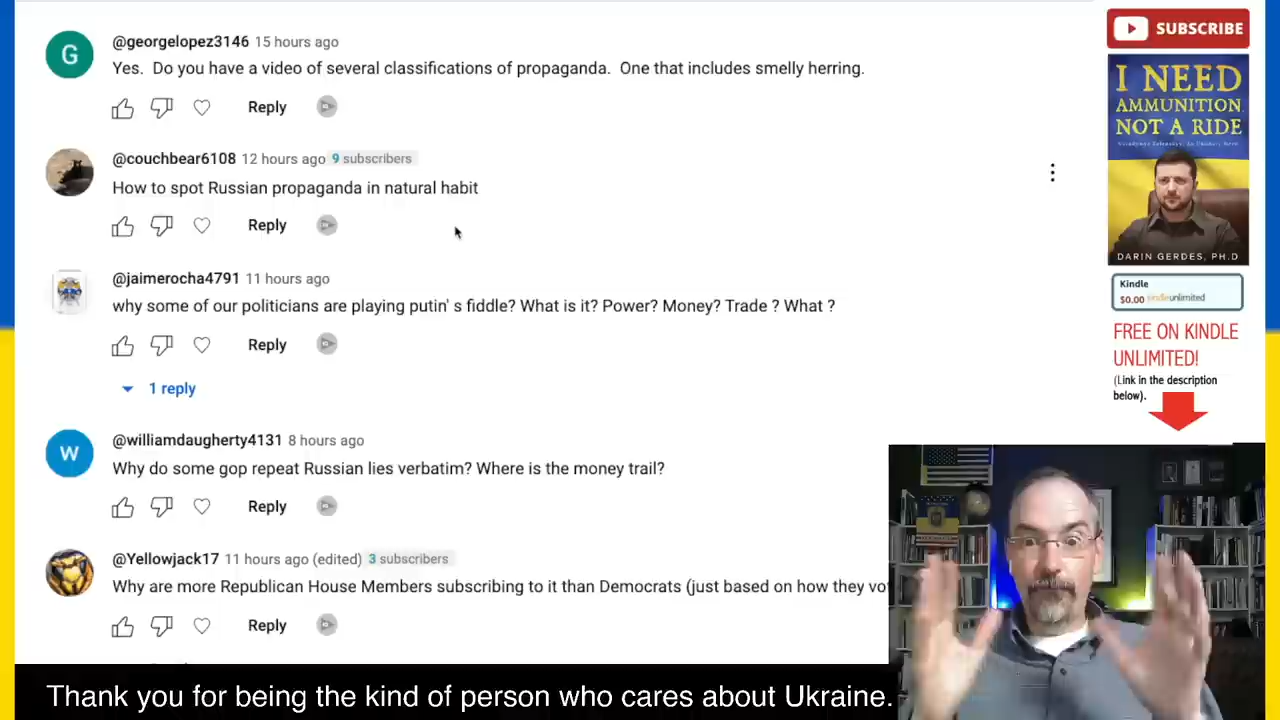 G
@georgelopez3146 15 hours ago
Yes.  Do you have a video of several classifications of propaganda.  One that includes smelly herring.
Reply
@couchbear6108 12 hours ago 9 subscribers
How to spot Russian propaganda in natural habit
Reply
@jaimerocha4791 11 hours ago
why some of our politicians are playing putin' s fiddle? What is it? Power? Money? Trade ? What ?
Reply
1 reply
W
@williamdaugherty4131 8 hours ago
Why do some gop repeat Russian lies verbatim? Where is the money trail?
Reply
@Yellowjack17 11 hours ago (edited) 3 subscribers
Why are more Republican House Members subscribing to it than Democrats (just based on how they vot
Reply
SUBSCRIBE
I NEED
AMMUNITION,
NOT A RIDE
DARIN GERDES, PH.D
Kindle
$0.00 kindleunlimited
FREE ON KINDLE
UNLIMITED!
(Link in the description
below).
Thank you for being the kind of person who cares about Ukraine.